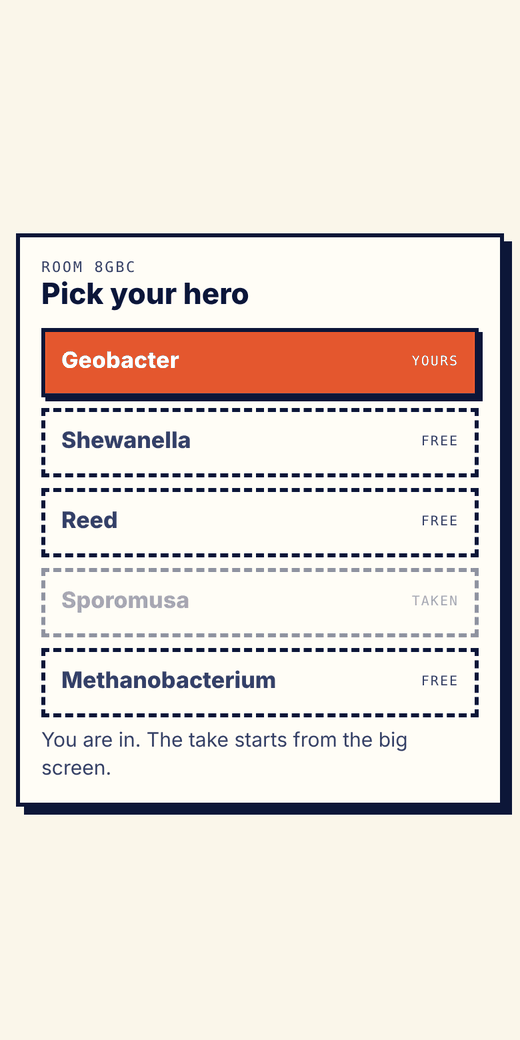 ROOM 8GBC
Pick your hero
Geobacter YOURS
Shewanella FREE
Reed FREE
Sporomusa TAKEN
Methanobacterium FREE
You are in. The take starts from the big
screen.